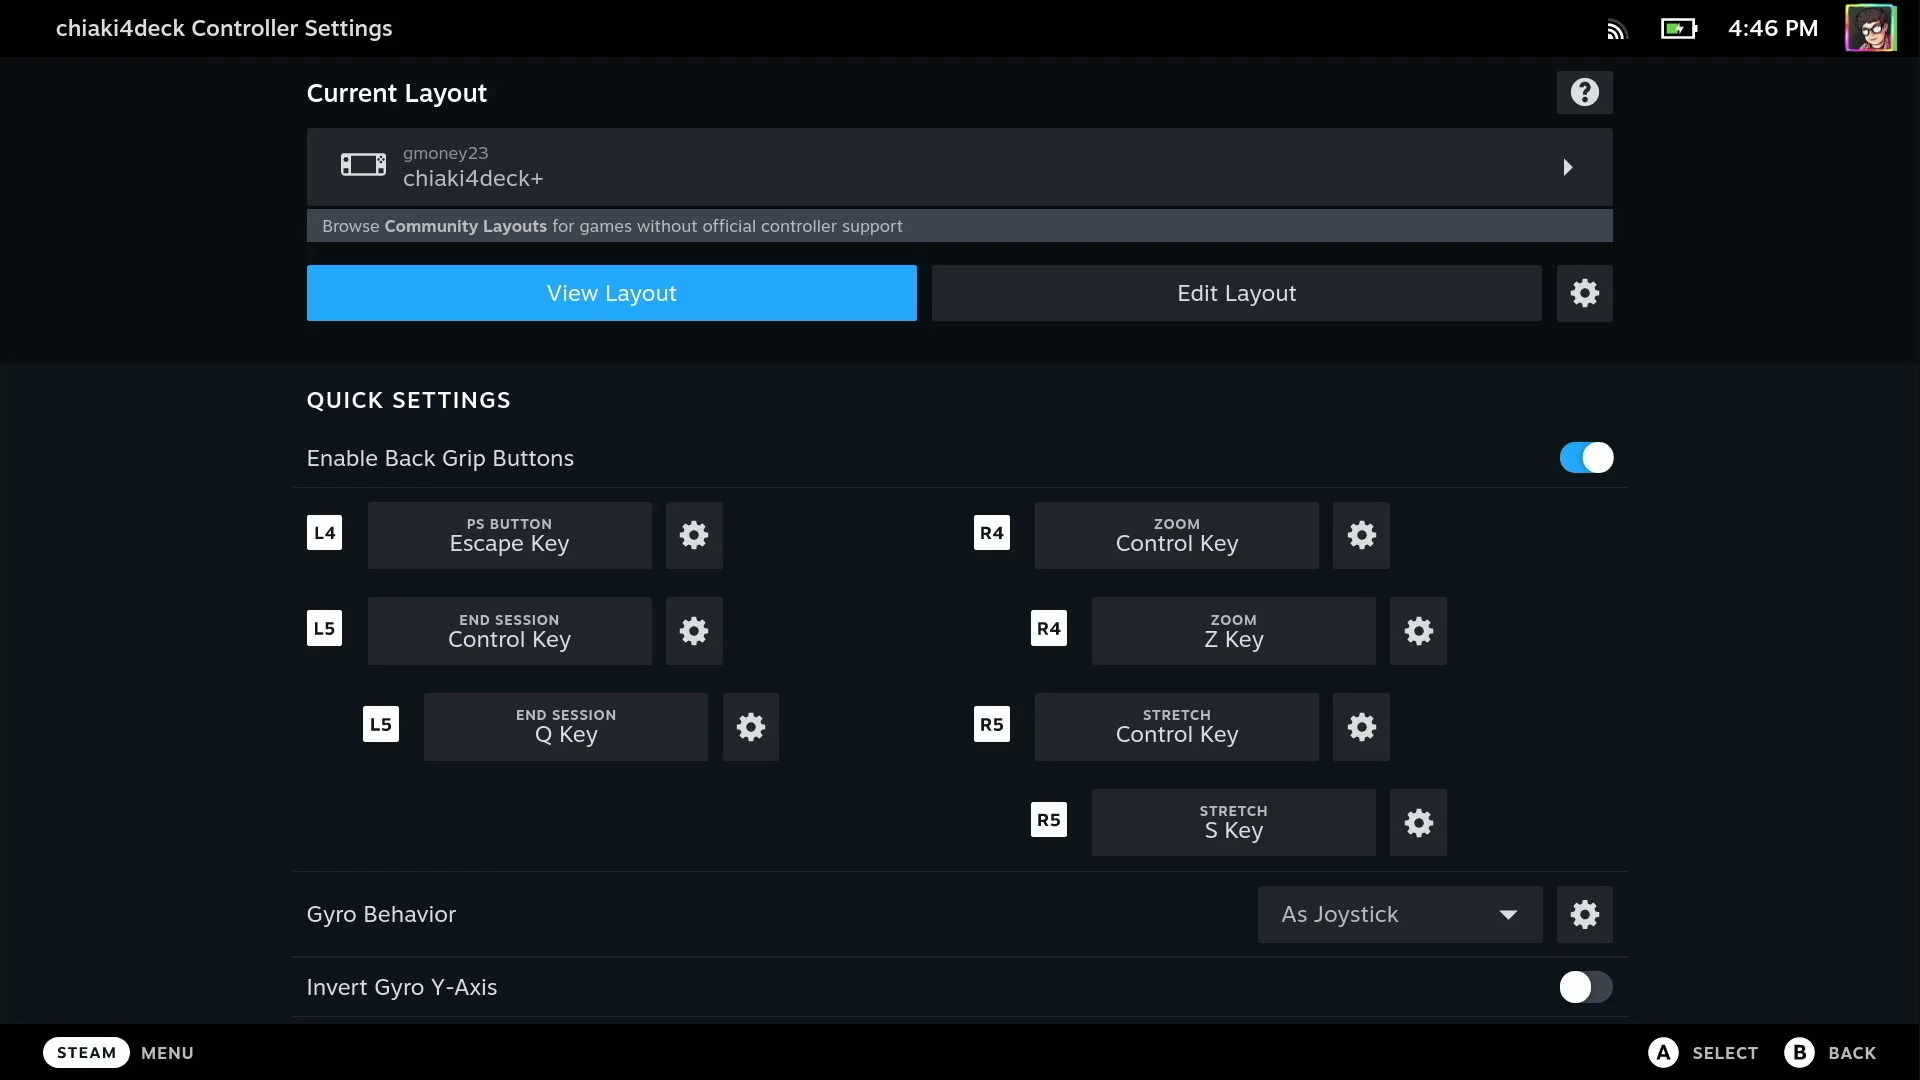 chiaki4deck Controller Settings
4:46 PM
Current Layout
gmoney23
chiaki4deck+
Browse Community Layouts for games without official controller support
View Layout
Edit Layout
QUICK SETTINGS
Enable Back Grip Buttons
L4
PS BUTTON
Escape Key
R4
ZOOM
Control Key
L5
END SESSION
Control Key
R4
ZOOM
Z Key
L5
END SESSION
Q Key
R5
STRETCH
Control Key
R5
STRETCH
S Key
Gyro Behavior
As Joystick
Invert Gyro Y-Axis
STEAM MENU
A SELECT B BACK